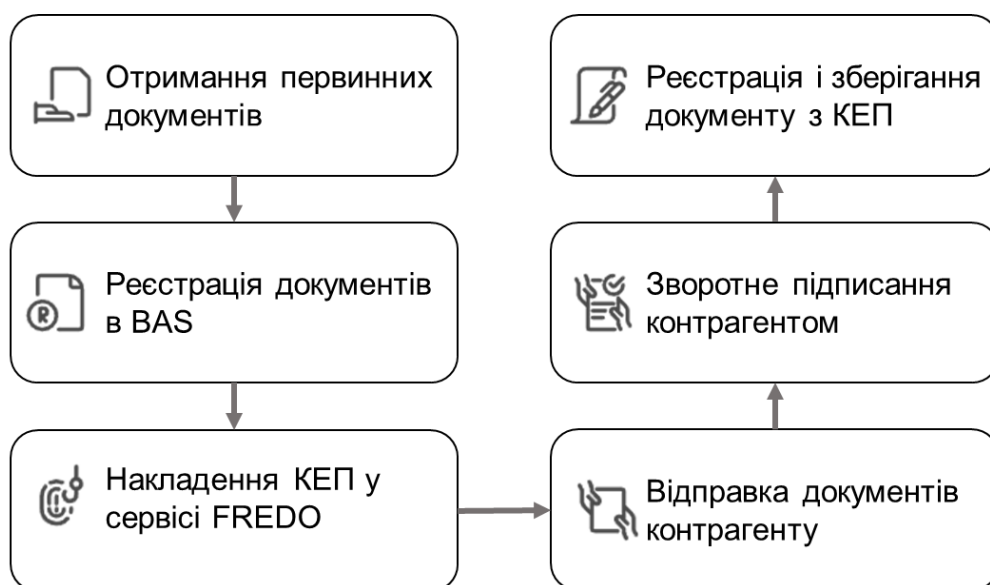 Отримання первинних
документів
Реєстрація документів
в BAS
R
Накладення КЕП у
сервісі FREDO
Відправка документів
контрагенту
Зворотне підписання
контрагентом
Реєстрація і зберігання
документу з КЕП